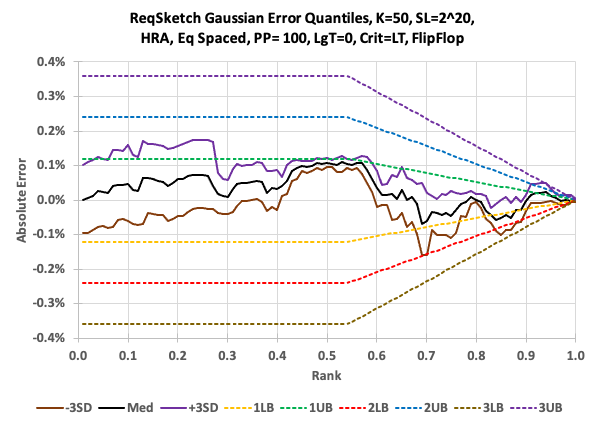 ReqSketch Gaussian Error Quantiles, K=50, SL=2^20,
HRA, Eq Spaced, PP= 100, LgT=0, Crit=LT, FlipFlop
0.4%
0.3%
0.2%
0.1%
0.0%
-0.1%
-0.2%
-0.3%
-0.4%
Absolute Error
0.0 0.1 0.2 0.3 0.4 0.5 0.6 0.7 0.8 0.9 1.0
Rank
-3SD Med +3SD 1LB 1UB 2LB 2UB 3LB 3UB